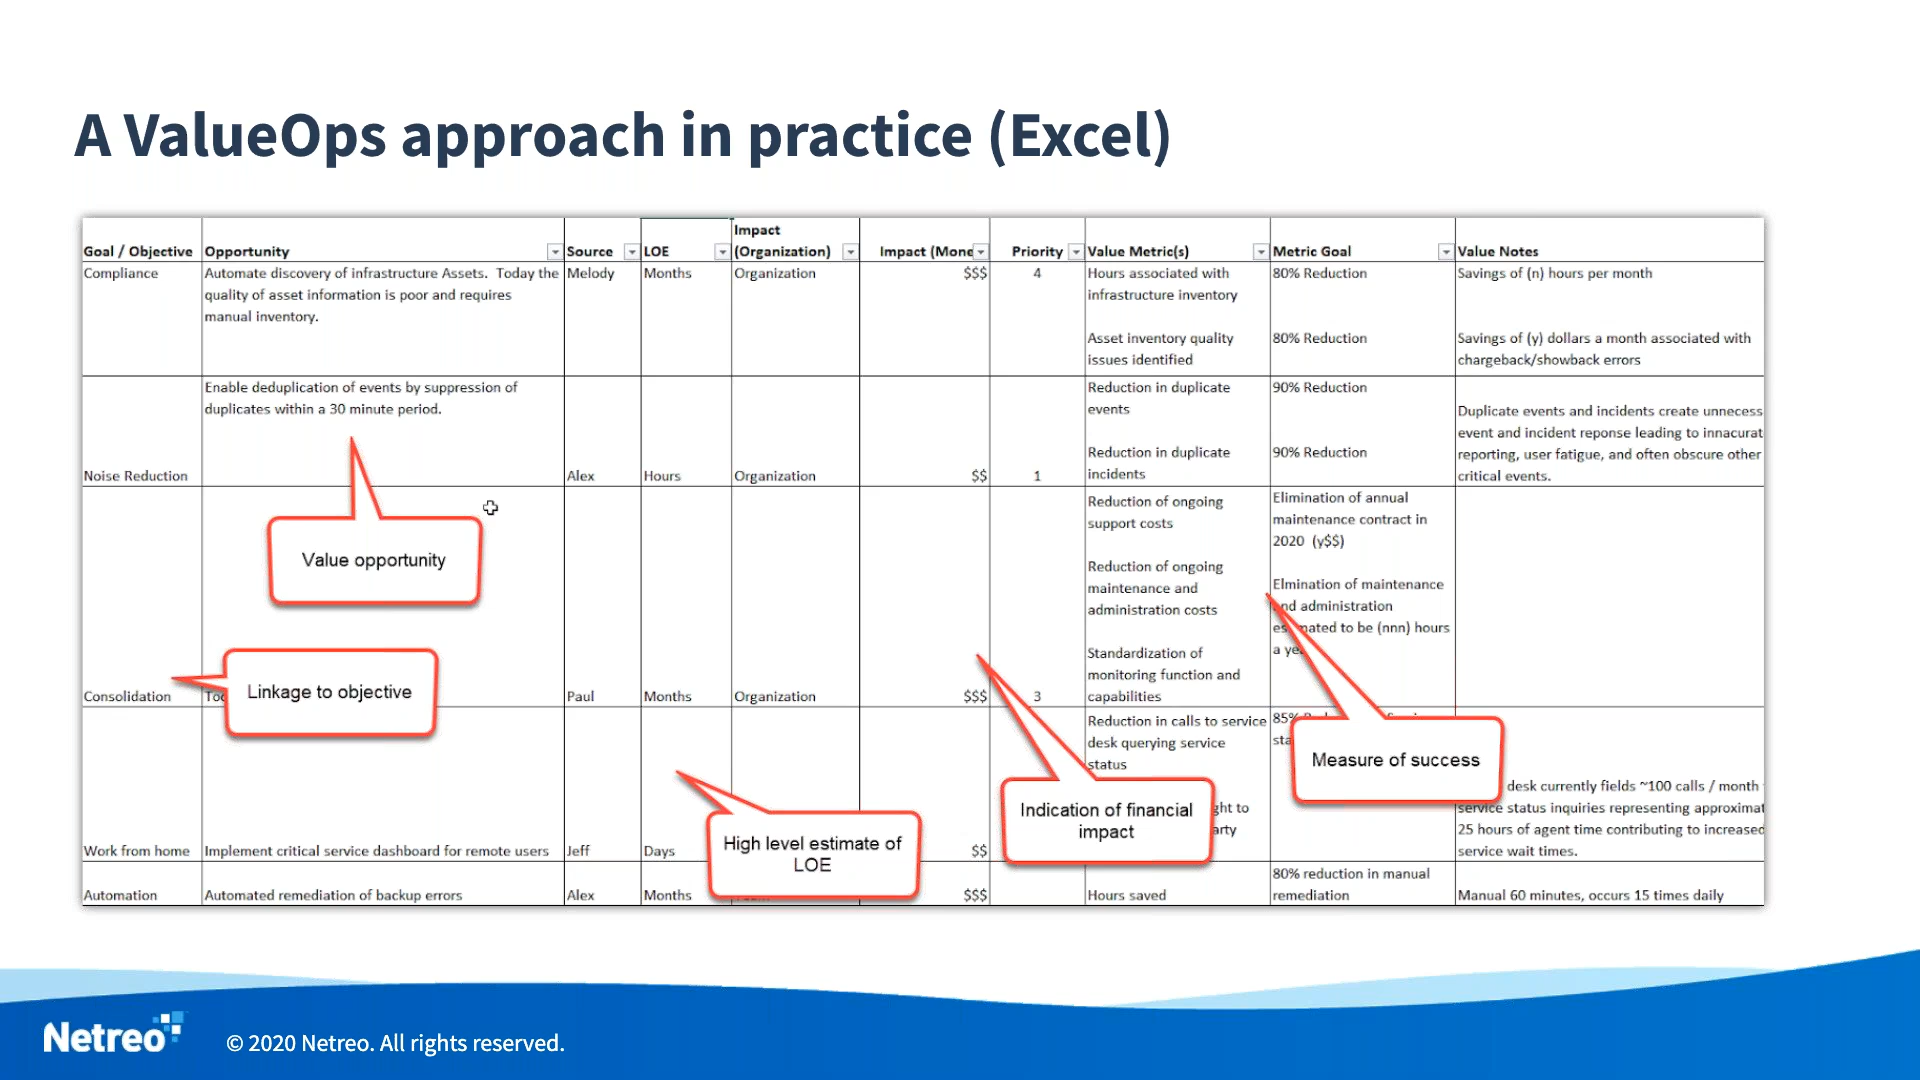 A ValueOps approach in practice (Excel)
Goal / Objective Opportunity Source LOE Impact (Organization) Impact (Mone Priority Value Metric(s) Metric Goal Value Notes
Compliance
Automate discovery of infrastructure Assets. Today the
quality of asset information is poor and requires
manual inventory.
Melody
Months
Organization
$$$
4
Hours associated with
infrastructure inventory
80% Reduction
Savings of (n) hours per month
Asset inventory quality
issues identified
80% Reduction
Savings of (y) dollars a month associated with
chargeback/showback errors
Noise Reduction
Enable deduplication of events by suppression of
duplicates within a 30 minute period.
Alex
Hours
Organization
$$
1
Reduction in duplicate
events
90% Reduction
Reduction in duplicate
incidents
90% Reduction
Duplicate events and incidents create unnecess
event and incident reponse leading to innacurat
reporting, user fatigue, and often obscure other
critical events.
Value opportunity
Consolidation
Paul
Months
Organization
$$$
3
Reduction of ongoing
support costs
Reduction of ongoing
maintenance and
administration costs
Standardization of
monitoring function and
capabilities
Elimination of annual
maintenance contract in
2020 (y$$)
Elmination of maintenance
and administration
estimated to be (nnn) hours
a
Linkage to objective
Work from home
Implement critical service dashboard for remote users
Jeff
Days
$$
Reduction in calls to service
desk querying service
status
85%
desk currently fields ~100 calls / month
service status inquiries representing approximat
25 hours of agent time contributing to increased
service wait times.
High level estimate of
LOE
Indication of financial
impact
Measure of success
Automation
Automated remediation of backup errors
Alex
Months
$$$
Hours saved
80% reduction in manual
remediation
Manual 60 minutes, occurs 15 times daily
Netreo
© 2020 Netreo. All rights reserved.